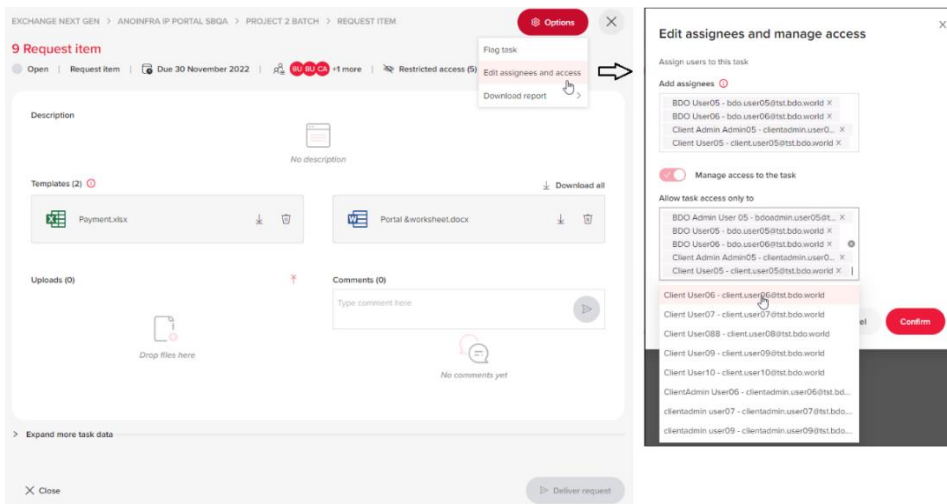 EXCHANGE NEXT GEN > ANOINFRA IP PORTAL SBQA > PROJECT 2 BATCH > REQUEST ITEM
Options
9 Request item
Open | Request item | Due 30 November 2022 | BU BU CA +1 more | Restricted access (5)
Flag task
Edit assignees and access
Download report
Description
No description
Templates (2)
Download all
Payment.xlsx
Portal &worksheet.docx
Uploads (0)
Drop files here
Comments (0)
Type comment here
No comments yet
Expand more task data
Close
Deliver request
Edit assignees and manage access
Assign users to this task
Add assignees
BDO User05 - bdo.user05@tst.bdo.world ×
BDO User06 - bdo.user06@tst.bdo.world ×
Client Admin Admin05 - clientadmin.user0... ×
Client User05 - client.user05@tst.bdo.world ×
Manage access to the task
Allow task access only to
BDO Admin User 05 - bdoadmin.user05@t... ×
BDO User05 - bdo.user05@tst.bdo.world ×
BDO User06 - bdo.user06@tst.bdo.world ×
Client Admin Admin05 - clientadmin.user0... ×
Client User05 - client.user05@tst.bdo.world ×
Client User06 - client.user06@tst.bdo.world
Client User07 - client.user07@tst.bdo.world
Client User088 - client.user08@tst.bdo.world
Client User09 - client.user09@tst.bdo.world
Client User10 - client.user10@tst.bdo.world
ClientAdmin User06 - clientadmin.user06@tst.bd...
clientadmin user07 - clientadmin.user07@tst.bdo...
clientadmin user09 - clientadmin.user09@tst.bdo...
el
Confirm